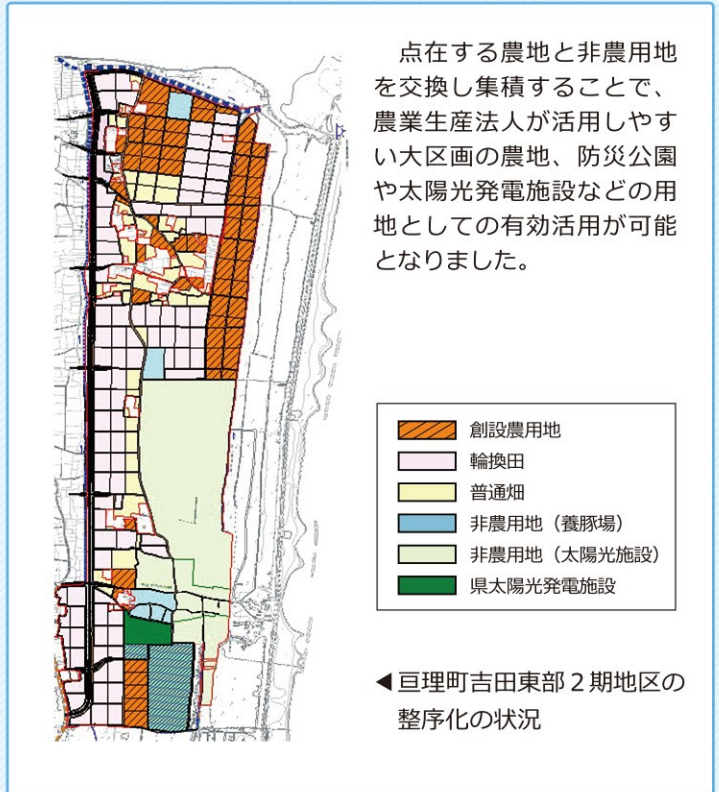 点在する農地と非農用地
を交換し集積することで、
農業生産法人が活用しやす
い大区画の農地、防災公園
や太陽光発電施設などの用
地としての有効活用が可能
となりました。
創設農用地
輪換田
普通畑
非農用地（養豚場）
非農用地（太陽光施設）
県太陽光発電施設
◀亘理町吉田東部２期地区の
整序化の状況